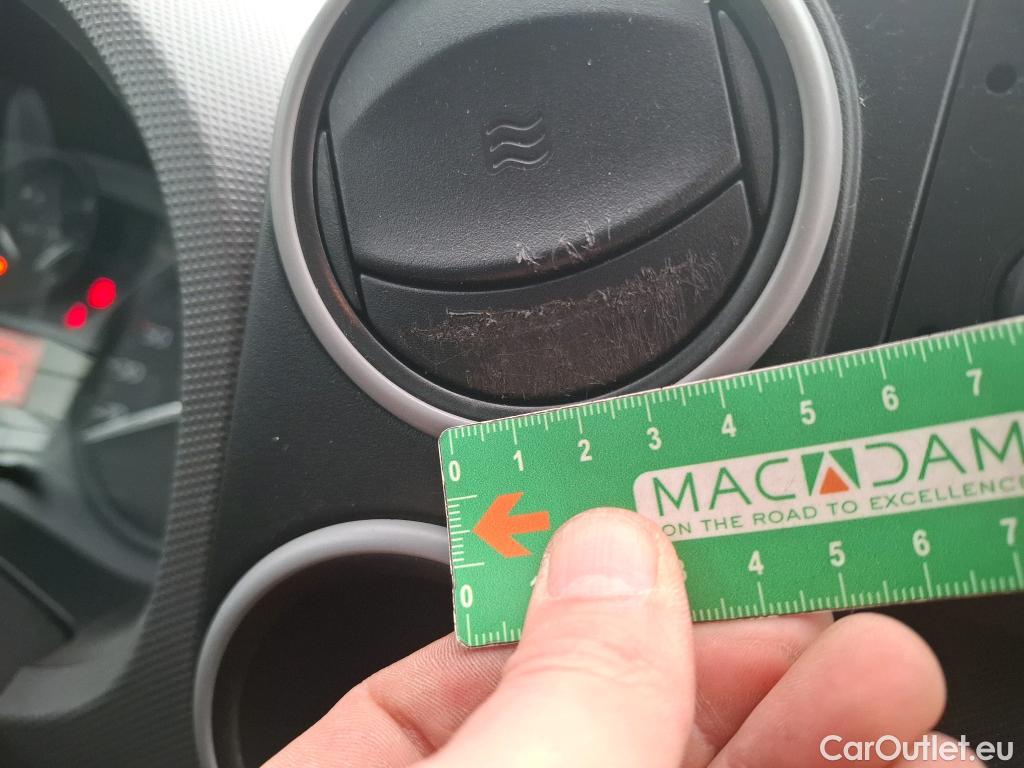 0 1 2 3 4 5 6 7
MACADAM
ON THE ROAD TO EXCELLENCE
0 4 5 6 7
CarOutlet.eu